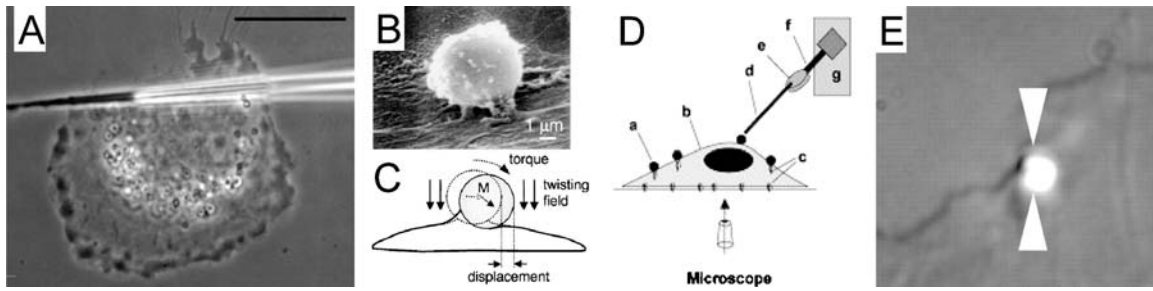 A
B
1 μm
C
torque
M
twisting
field
displacement
D
a
b
c
d
e
f
g
Microscope
E